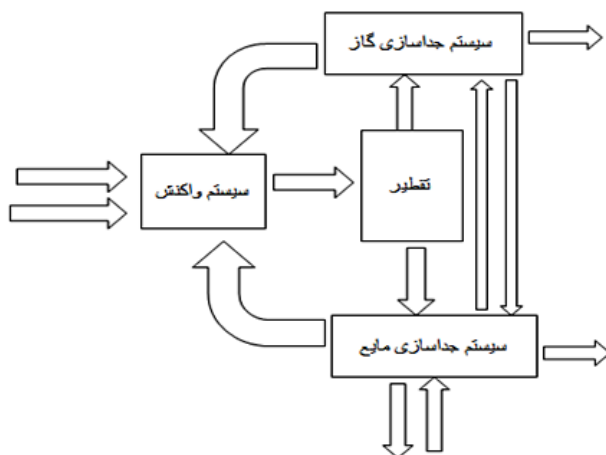 سیستم جداسازی گاز
تقطیر
سیستم واکنش
سیستم جداسازی مایع